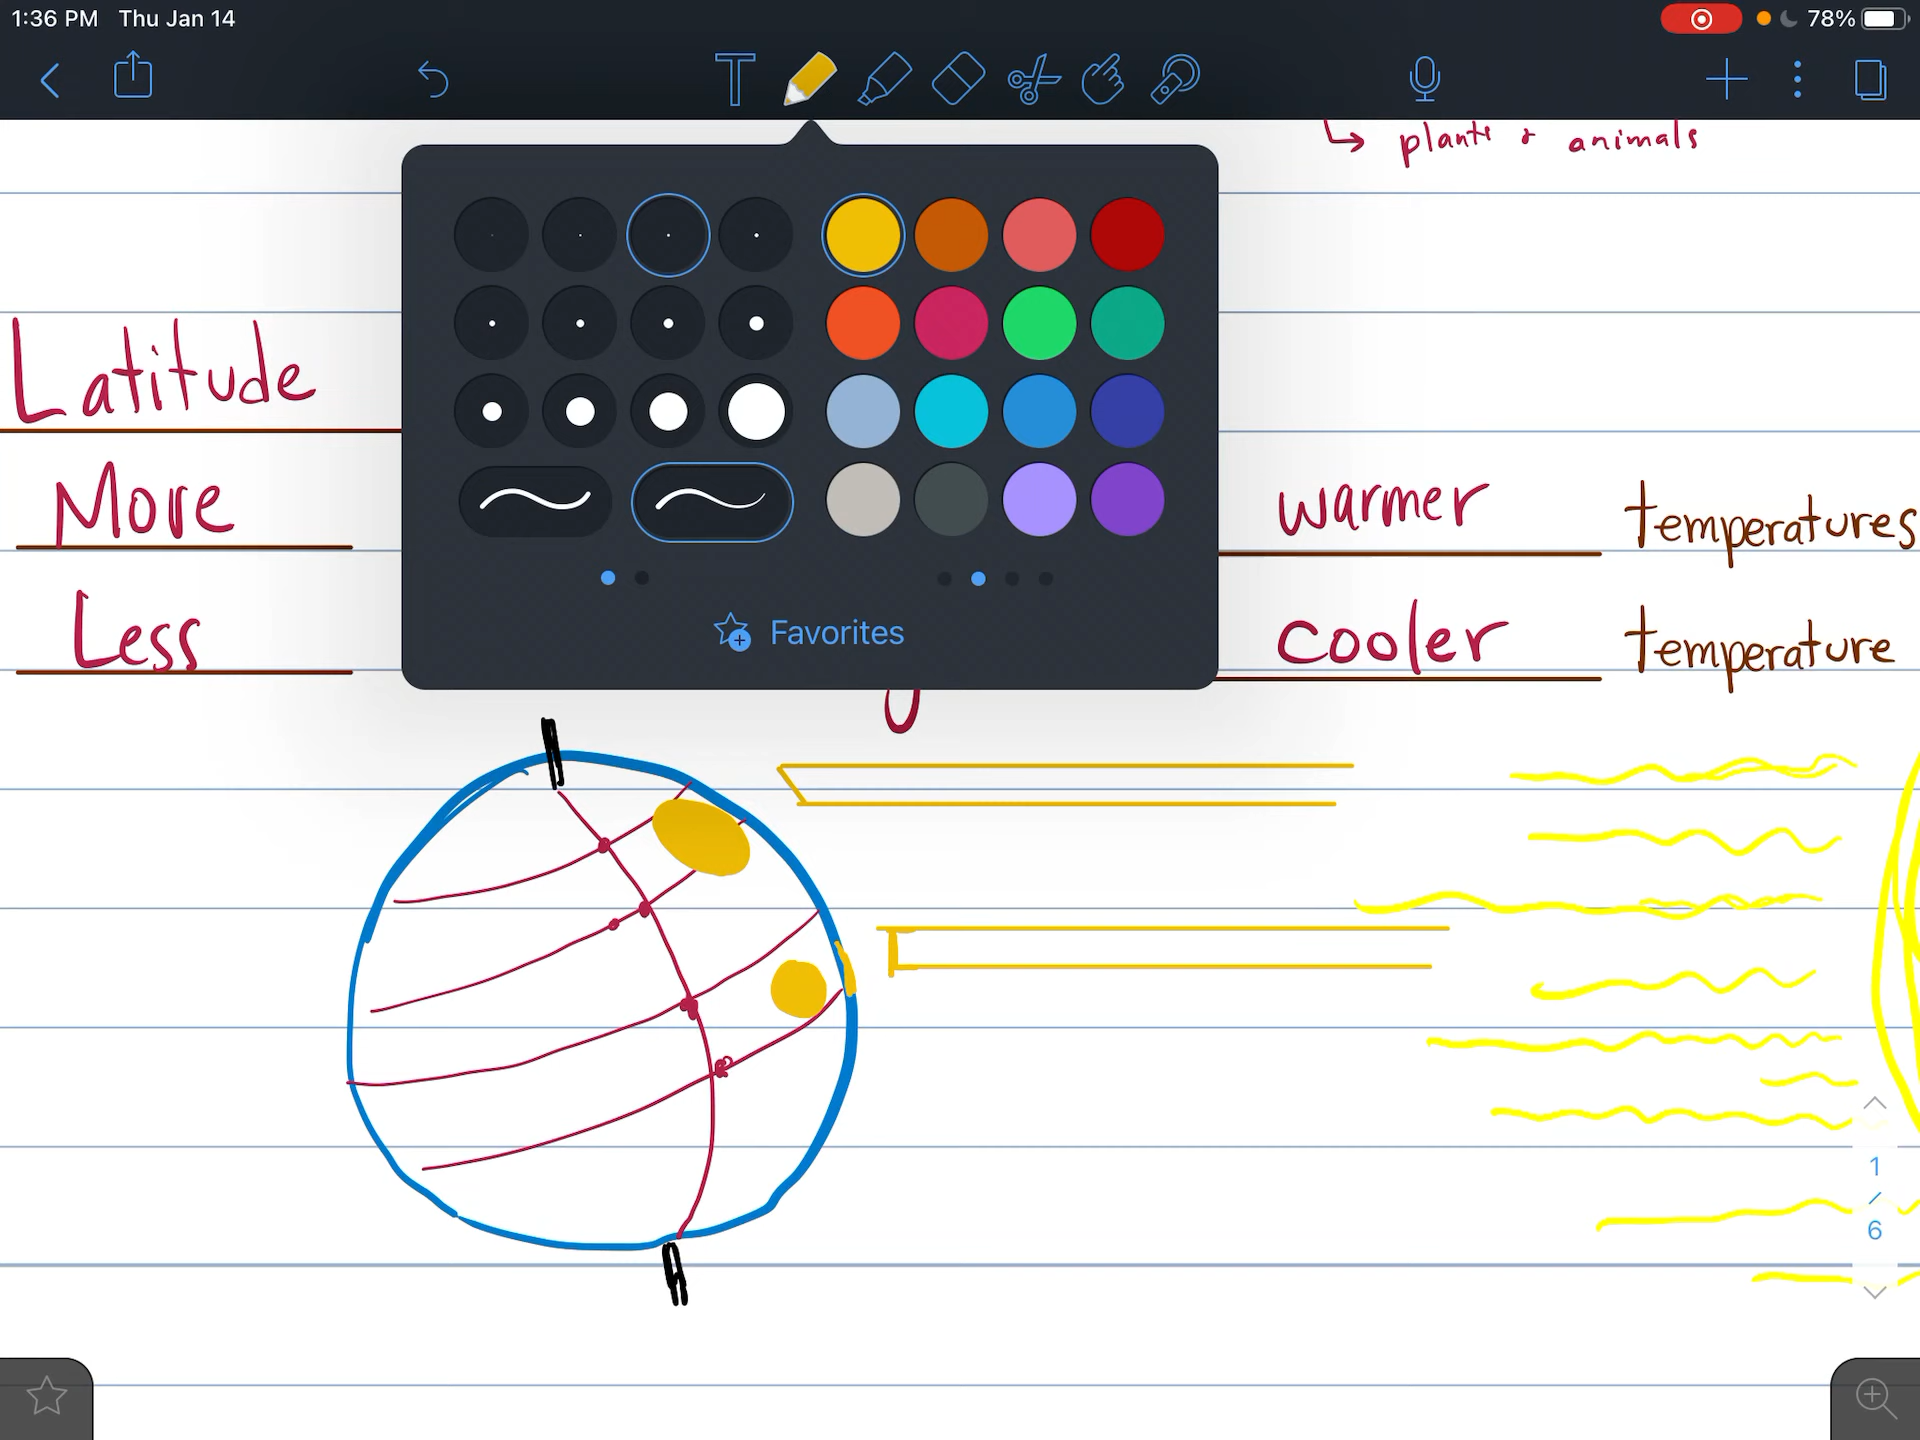 1:36 PM Thu Jan 14 78%
T
↳ plants & animals
Latitude
More warmer temperatures
Less cooler temperature
Favorites
1
/
6